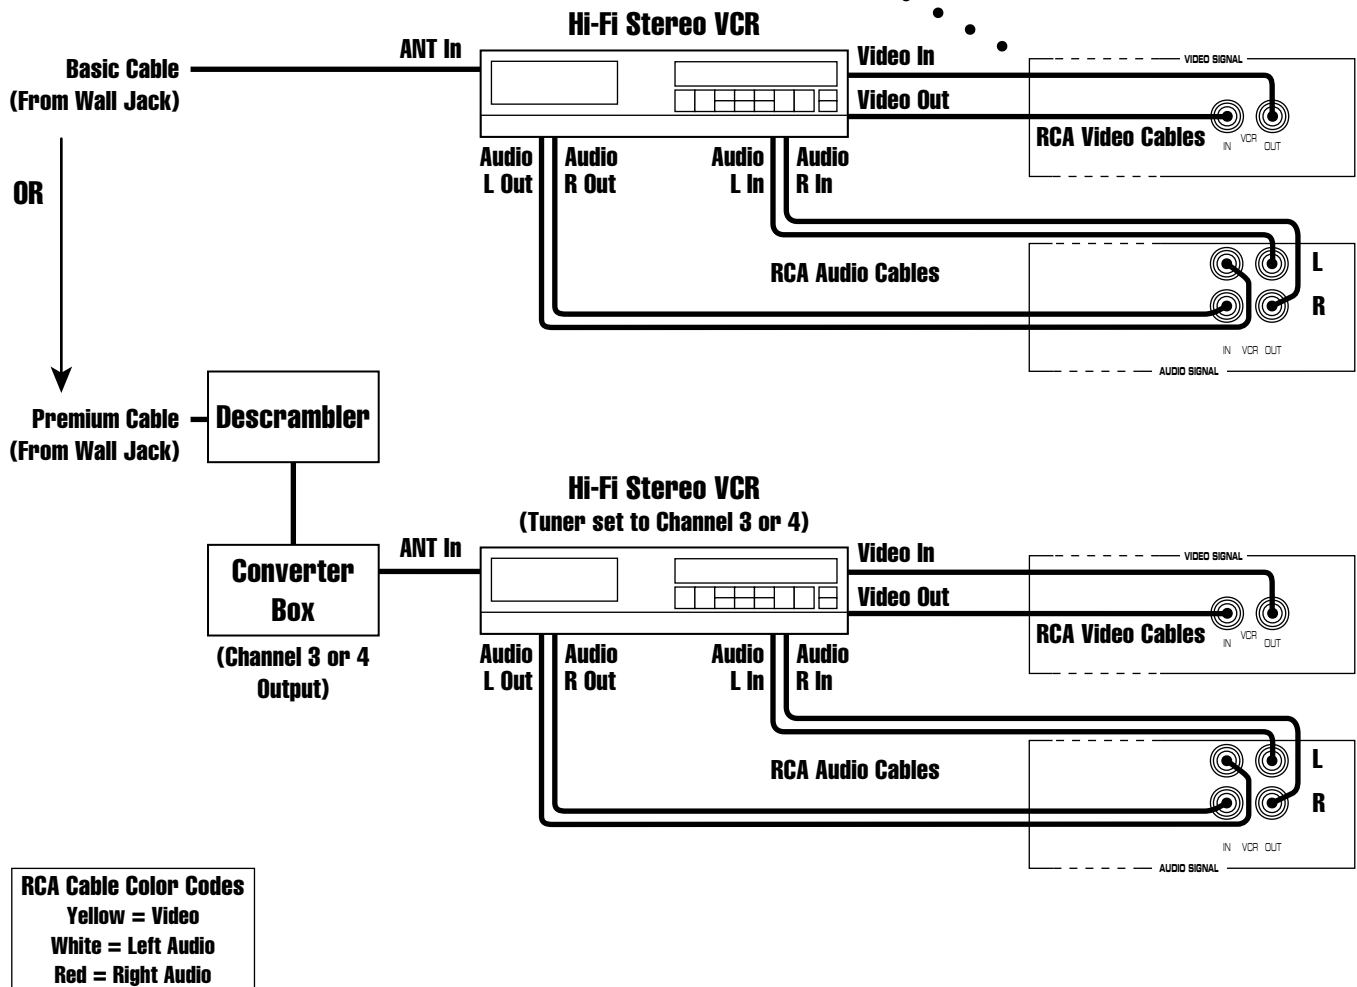 Hi-Fi Stereo VCR
ANT In
Basic Cable
(From Wall Jack)
Video In
Video Out
VIDEO SIGNAL
RCA Video Cables
IN VCR OUT
Audio
L Out
Audio
R Out
Audio
L In
Audio
R In
OR
RCA Audio Cables
L
R
IN VCR OUT
AUDIO SIGNAL
Premium Cable
(From Wall Jack)
Descrambler
Hi-Fi Stereo VCR
(Tuner set to Channel 3 or 4)
ANT In
Converter
Box
(Channel 3 or 4
Output)
Video In
Video Out
VIDEO SIGNAL
RCA Video Cables
IN VCR OUT
Audio
L Out
Audio
R Out
Audio
L In
Audio
R In
RCA Audio Cables
L
R
IN VCR OUT
AUDIO SIGNAL
RCA Cable Color Codes
Yellow = Video
White = Left Audio
Red = Right Audio